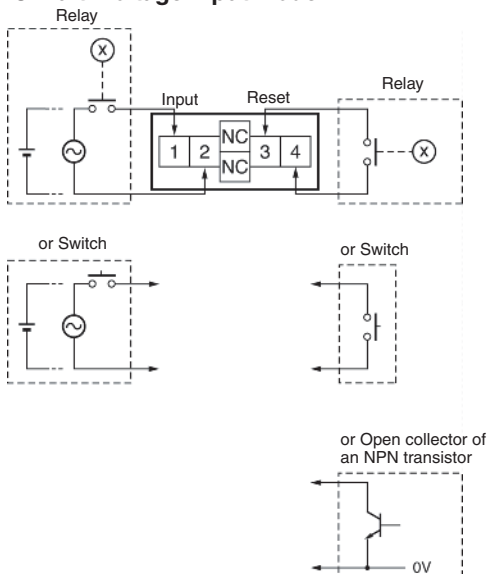 Relay
X
Input
Reset
Relay
1 2 NC NC 3 4
X
or Switch
or Switch
or Open collector of
an NPN transistor
0V